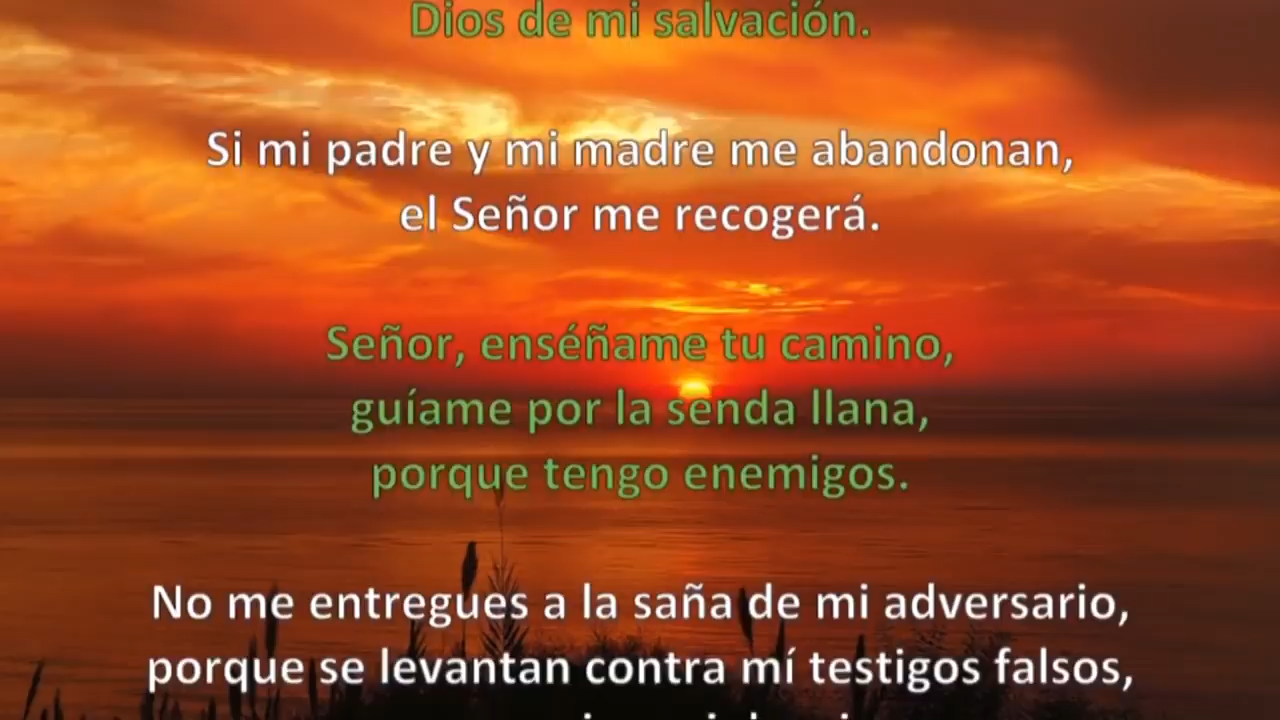 Dios de mi salvación.
Si mi padre y mi madre me abandonan,
el Señor me recogerá.
Señor, enséñame tu camino,
guíame por la senda llana,
porque tengo enemigos.
No me entregues a la saña de mi adversario,
porque se levantan contra mí testigos falsos,